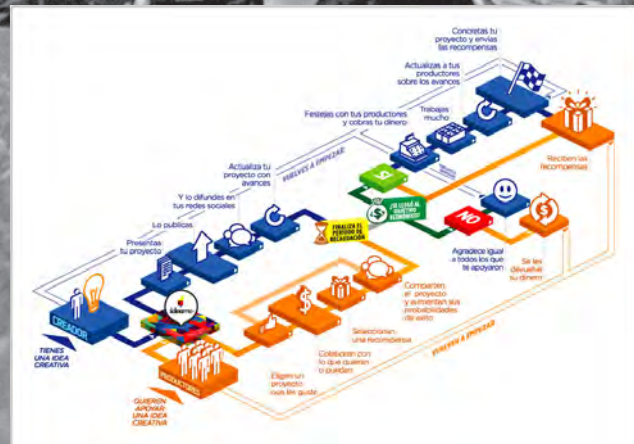 Concretas tu
proyecto y envías
las recompensas
Actualizas a tus
productores
sobre los avances
Trabajas
mucho
Festejas con tus productores
y cobras tu dinero
Actualiza tu
proyecto con
avances
VUELVES A EMPEZAR
Y lo difundes en
tus redes sociales
Lo publicas
Presentas
tu proyecto
CREADOR
TIENES
UNA IDEA
CREATIVA
idea.me
PRODUCTORES
QUIEREN
APOYAR
UNA IDEA
CREATIVA
Eligen un
proyecto
que les guste
Colaboran con
lo que quieran
o puedan
Seleccionan
una recompensa
Comparten
el proyecto
y aumentan sus
probabilidades
de éxito
FINALIZA EL
PERÍODO DE
RECAUDACIÓN
¿SE LLEGÓ AL
OBJETIVO
ECONÓMICO?
SÍ
NO
Agradece igual
a todos los que
te apoyaron
Se les
devuelve
su dinero
Reciben las
recompensas
VUELVES A EMPEZAR